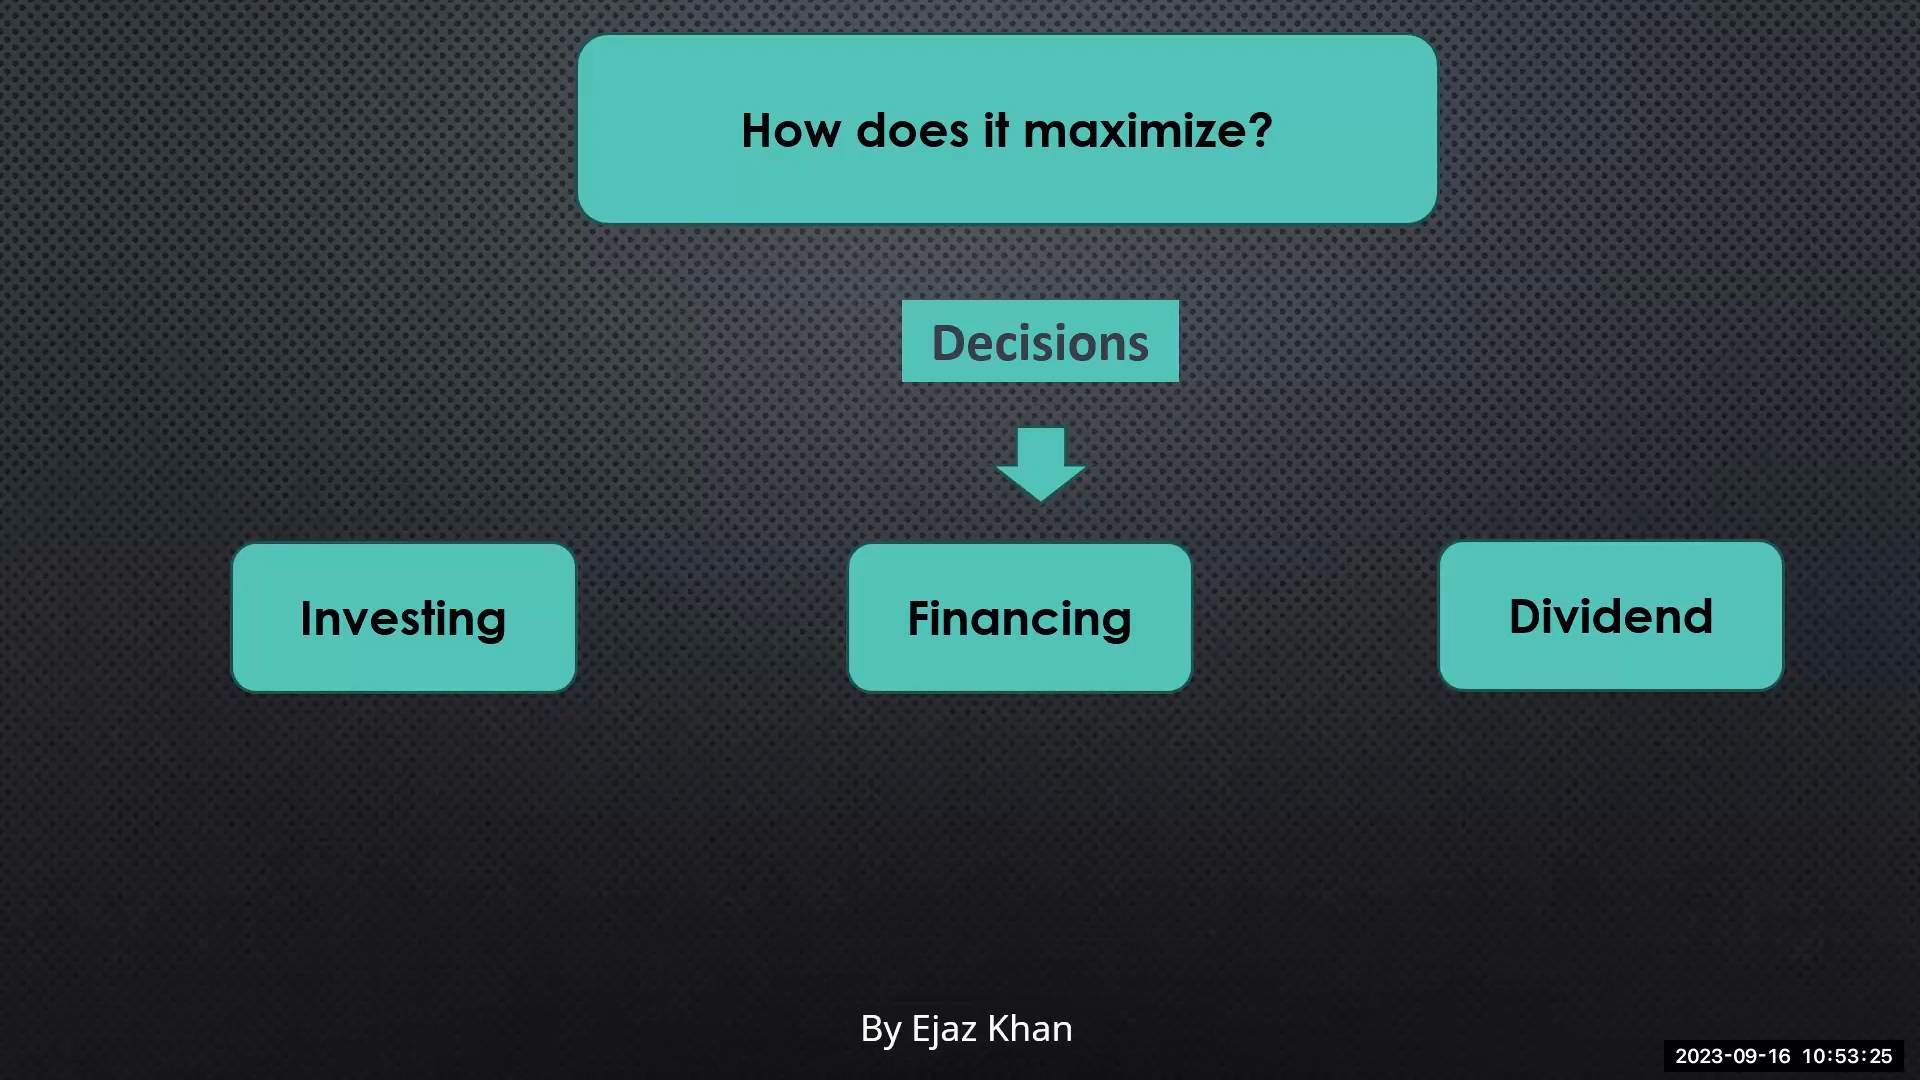 How does it maximize?
Decisions
Investing
Financing
Dividend
By Ejaz Khan
2023-09-16 10:53:25